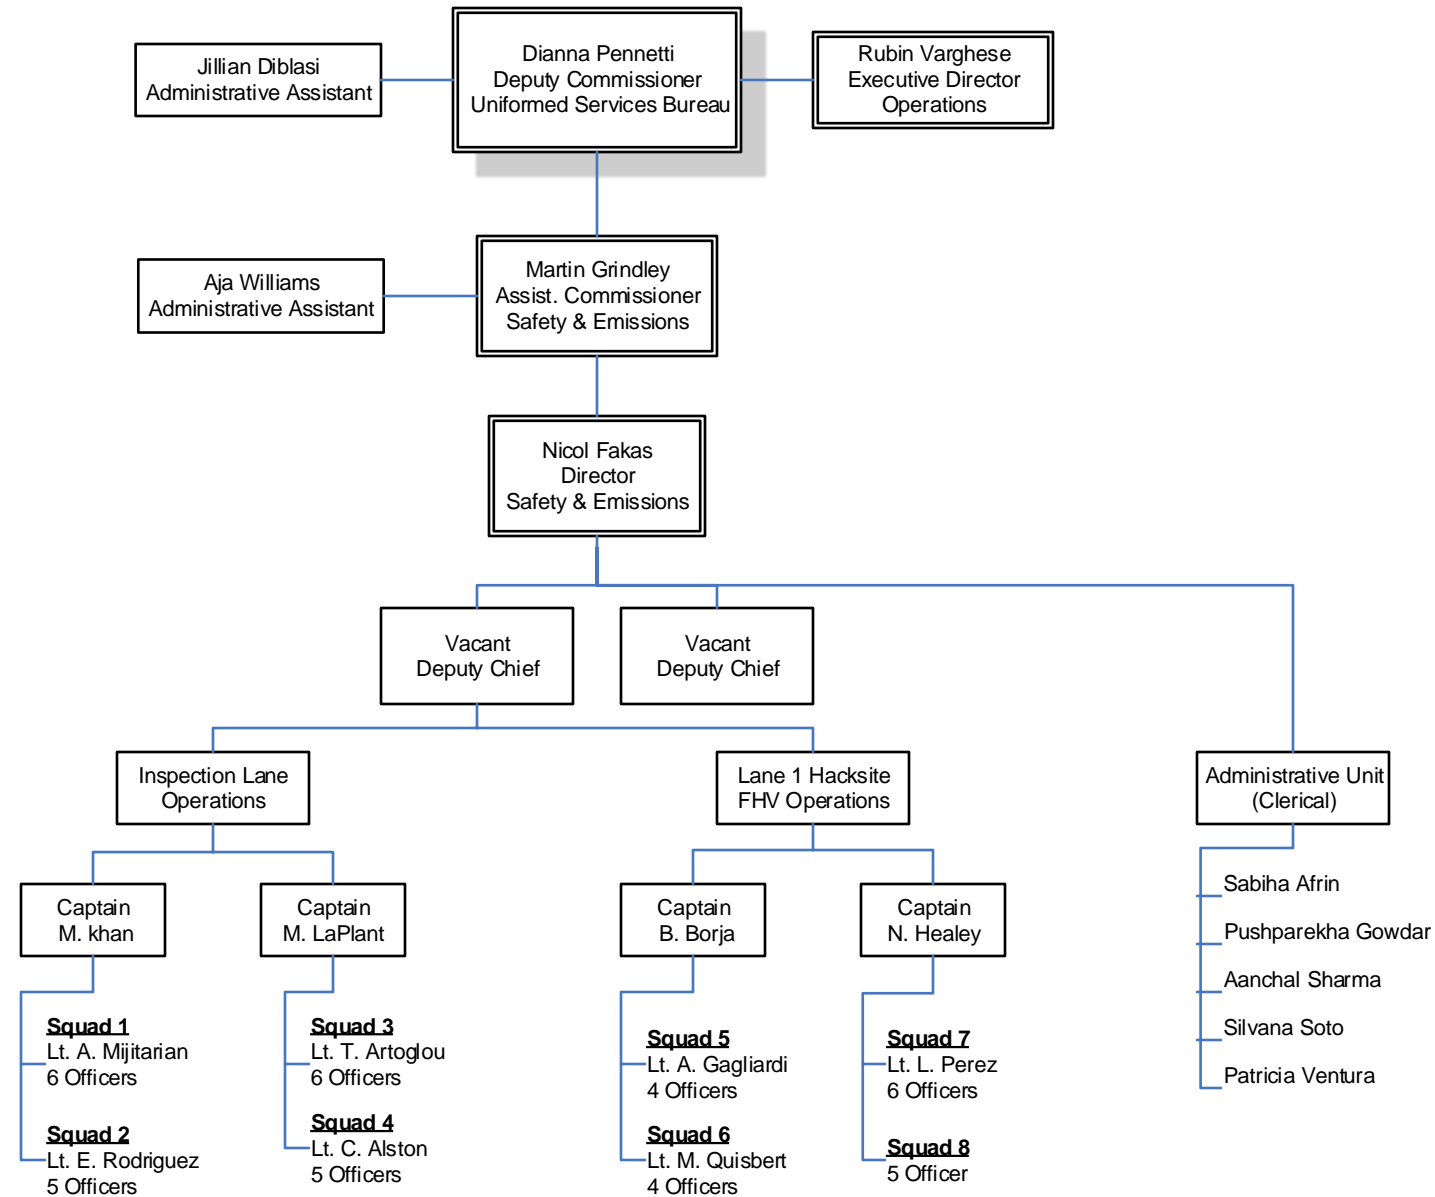 Jillian Diblasi
Administrative Assistant
Dianna Pennetti
Deputy Commissioner
Uniformed Services Bureau
Rubin Varghese
Executive Director
Operations
Aja Williams
Administrative Assistant
Martin Grindley
Assist. Commissioner
Safety & Emissions
Nicol Fakas
Director
Safety & Emissions
Vacant
Deputy Chief
Vacant
Deputy Chief
Inspection Lane
Operations
Lane 1 Hacksite
FHV Operations
Administrative Unit
(Clerical)
Captain
M. khan
Captain
M. LaPlant
Captain
B. Borja
Captain
N. Healey
Squad 1
Lt. A. Mijitarian
6 Officers
Squad 2
Lt. E. Rodriguez
5 Officers
Squad 3
Lt. T. Artoglou
6 Officers
Squad 4
Lt. C. Alston
5 Officers
Squad 5
Lt. A. Gagliardi
4 Officers
Squad 6
Lt. M. Quisbert
4 Officers
Squad 7
Lt. L. Perez
6 Officers
Squad 8
5 Officer
Sabiha Afrin
Pushparekha Gowdar
Aanchal Sharma
Silvana Soto
Patricia Ventura